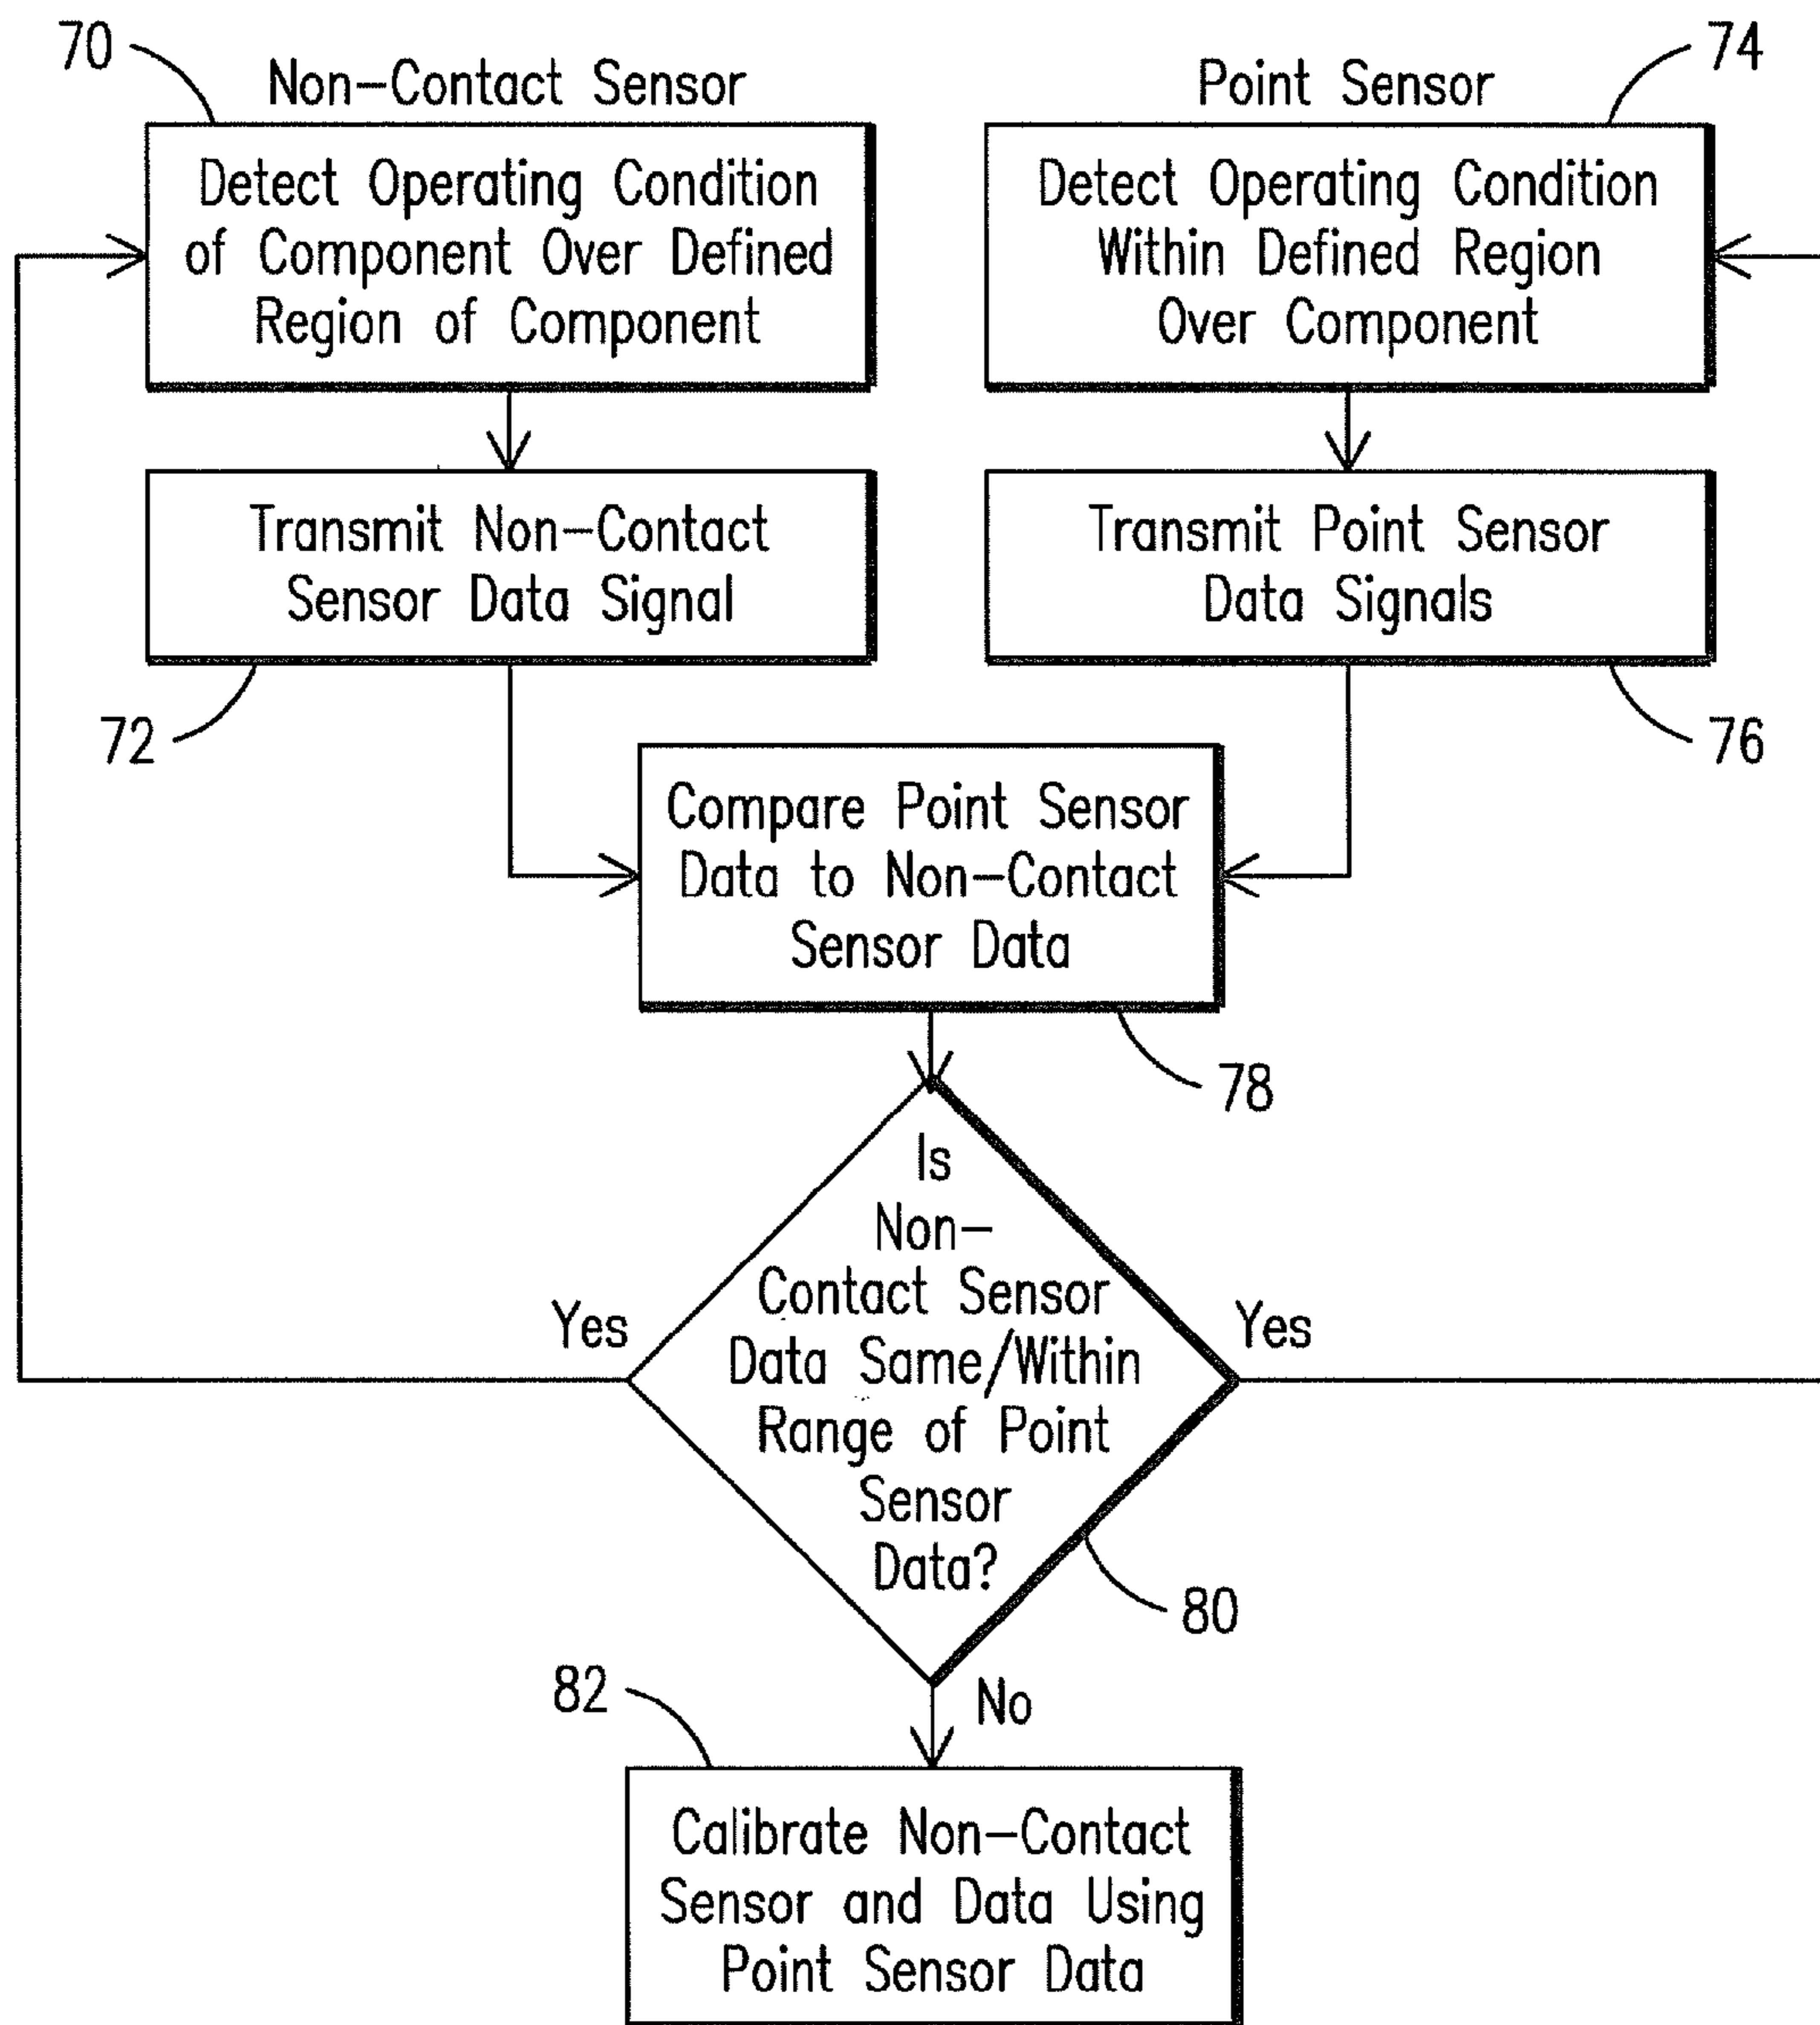 70
Non-Contact Sensor
Detect Operating Condition
of Component Over Defined
Region of Component
74
Point Sensor
Detect Operating Condition
Within Defined Region
Over Component
Transmit Non-Contact
Sensor Data Signal
72
Transmit Point Sensor
Data Signals
76
Compare Point Sensor
Data to Non-Contact
Sensor Data
78
Is
Non-
Contact Sensor
Data Same/Within
Range of Point
Sensor
Data?
Yes
Yes
80
No
82
Calibrate Non-Contact
Sensor and Data Using
Point Sensor Data